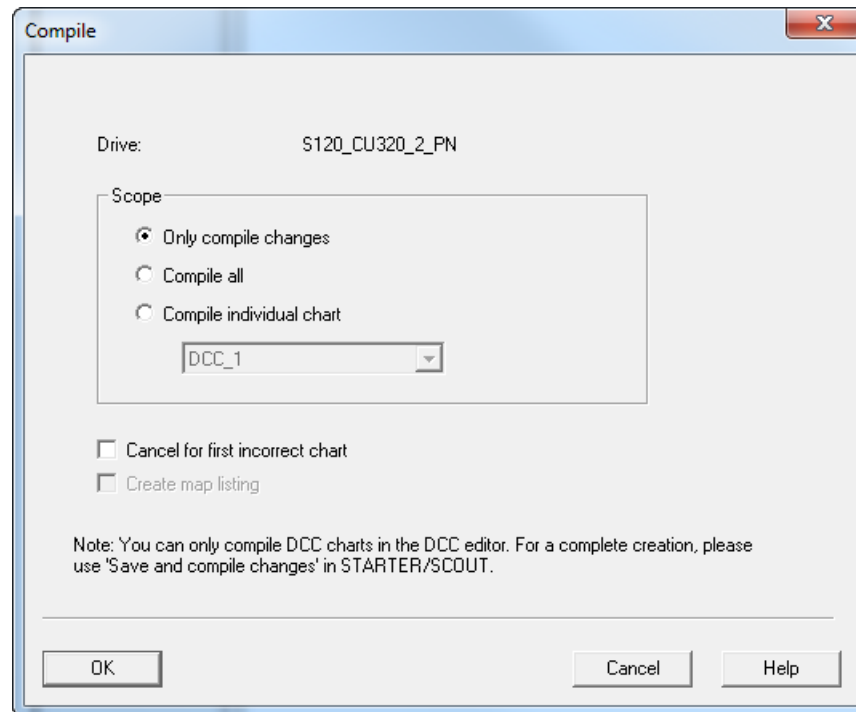 Compile
Drive: S120_CU320_2_PN
Scope
Only compile changes
Compile all
Compile individual chart
DCC_1
Cancel for first incorrect chart
Create map listing
Note: You can only compile DCC charts in the DCC editor. For a complete creation, please
use 'Save and compile changes' in STARTER/SCOUT.
OK Cancel Help